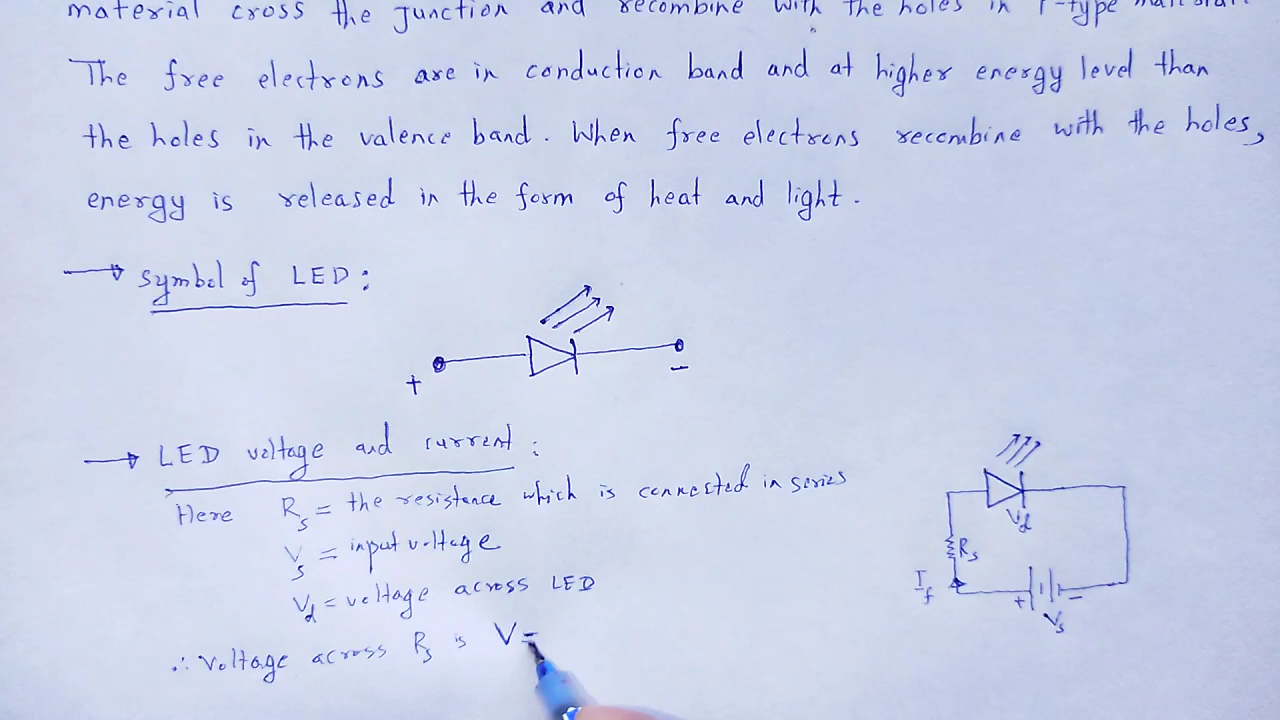 material cross the junction and recombine with the holes in P-type material.
The free electrons are in conduction band and at higher energy level than
the holes in the valence band. When free electrons recombine with the holes,
energy is released in the form of heat and light.
→ Symbol of LED :
+ −
→ LED voltage and current :
Here Rs = the resistance which is connected in series
Vs = input voltage
Vd = voltage across LED
∴ Voltage across Rs is V=
Vd
Rs
If
+ −
Vs